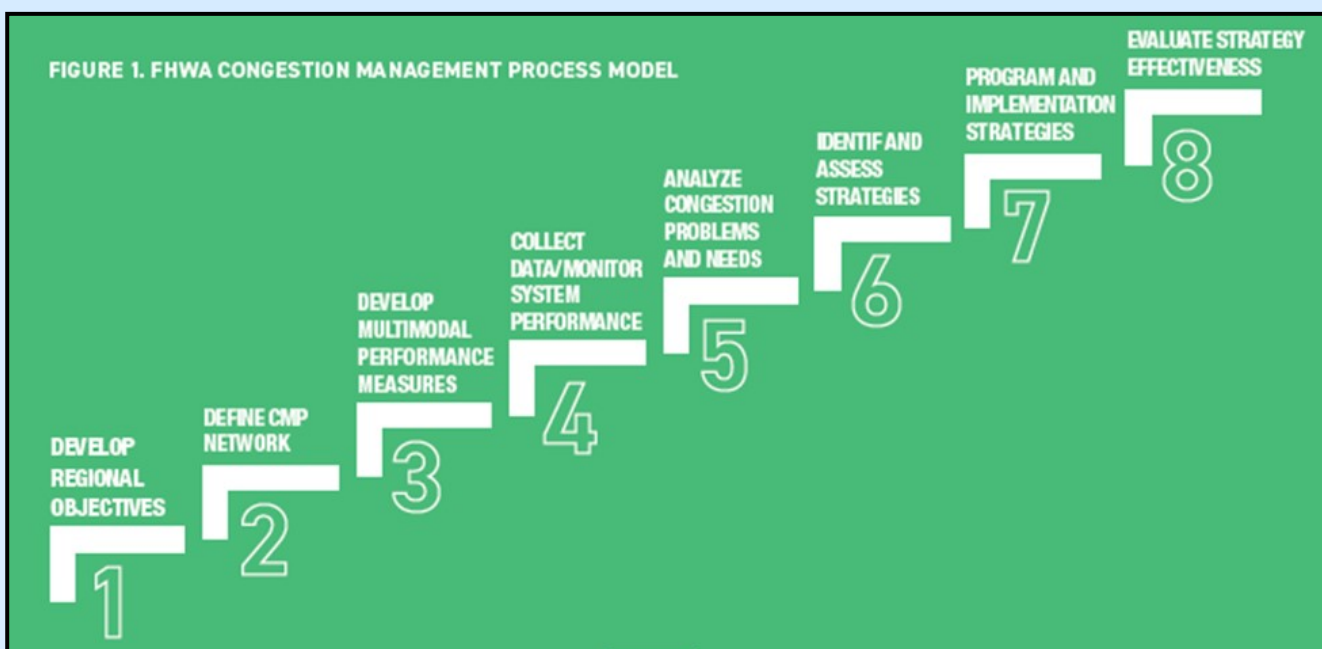 FIGURE 1. FHWA CONGESTION MANAGEMENT PROCESS MODEL
DEVELOP
REGIONAL
OBJECTIVES
1
DEFINE CMP
NETWORK
2
DEVELOP
MULTIMODAL
PERFORMANCE
MEASURES
3
COLLECT
DATA/MONITOR
SYSTEM
PERFORMANCE
4
ANALYZE
CONGESTION
PROBLEMS
AND NEEDS
5
IDENTIF AND
ASSESS
STRATEGIES
6
PROGRAM AND
IMPLEMENTATION
STRATEGIES
7
EVALUATE STRATEGY
EFFECTIVENESS
8